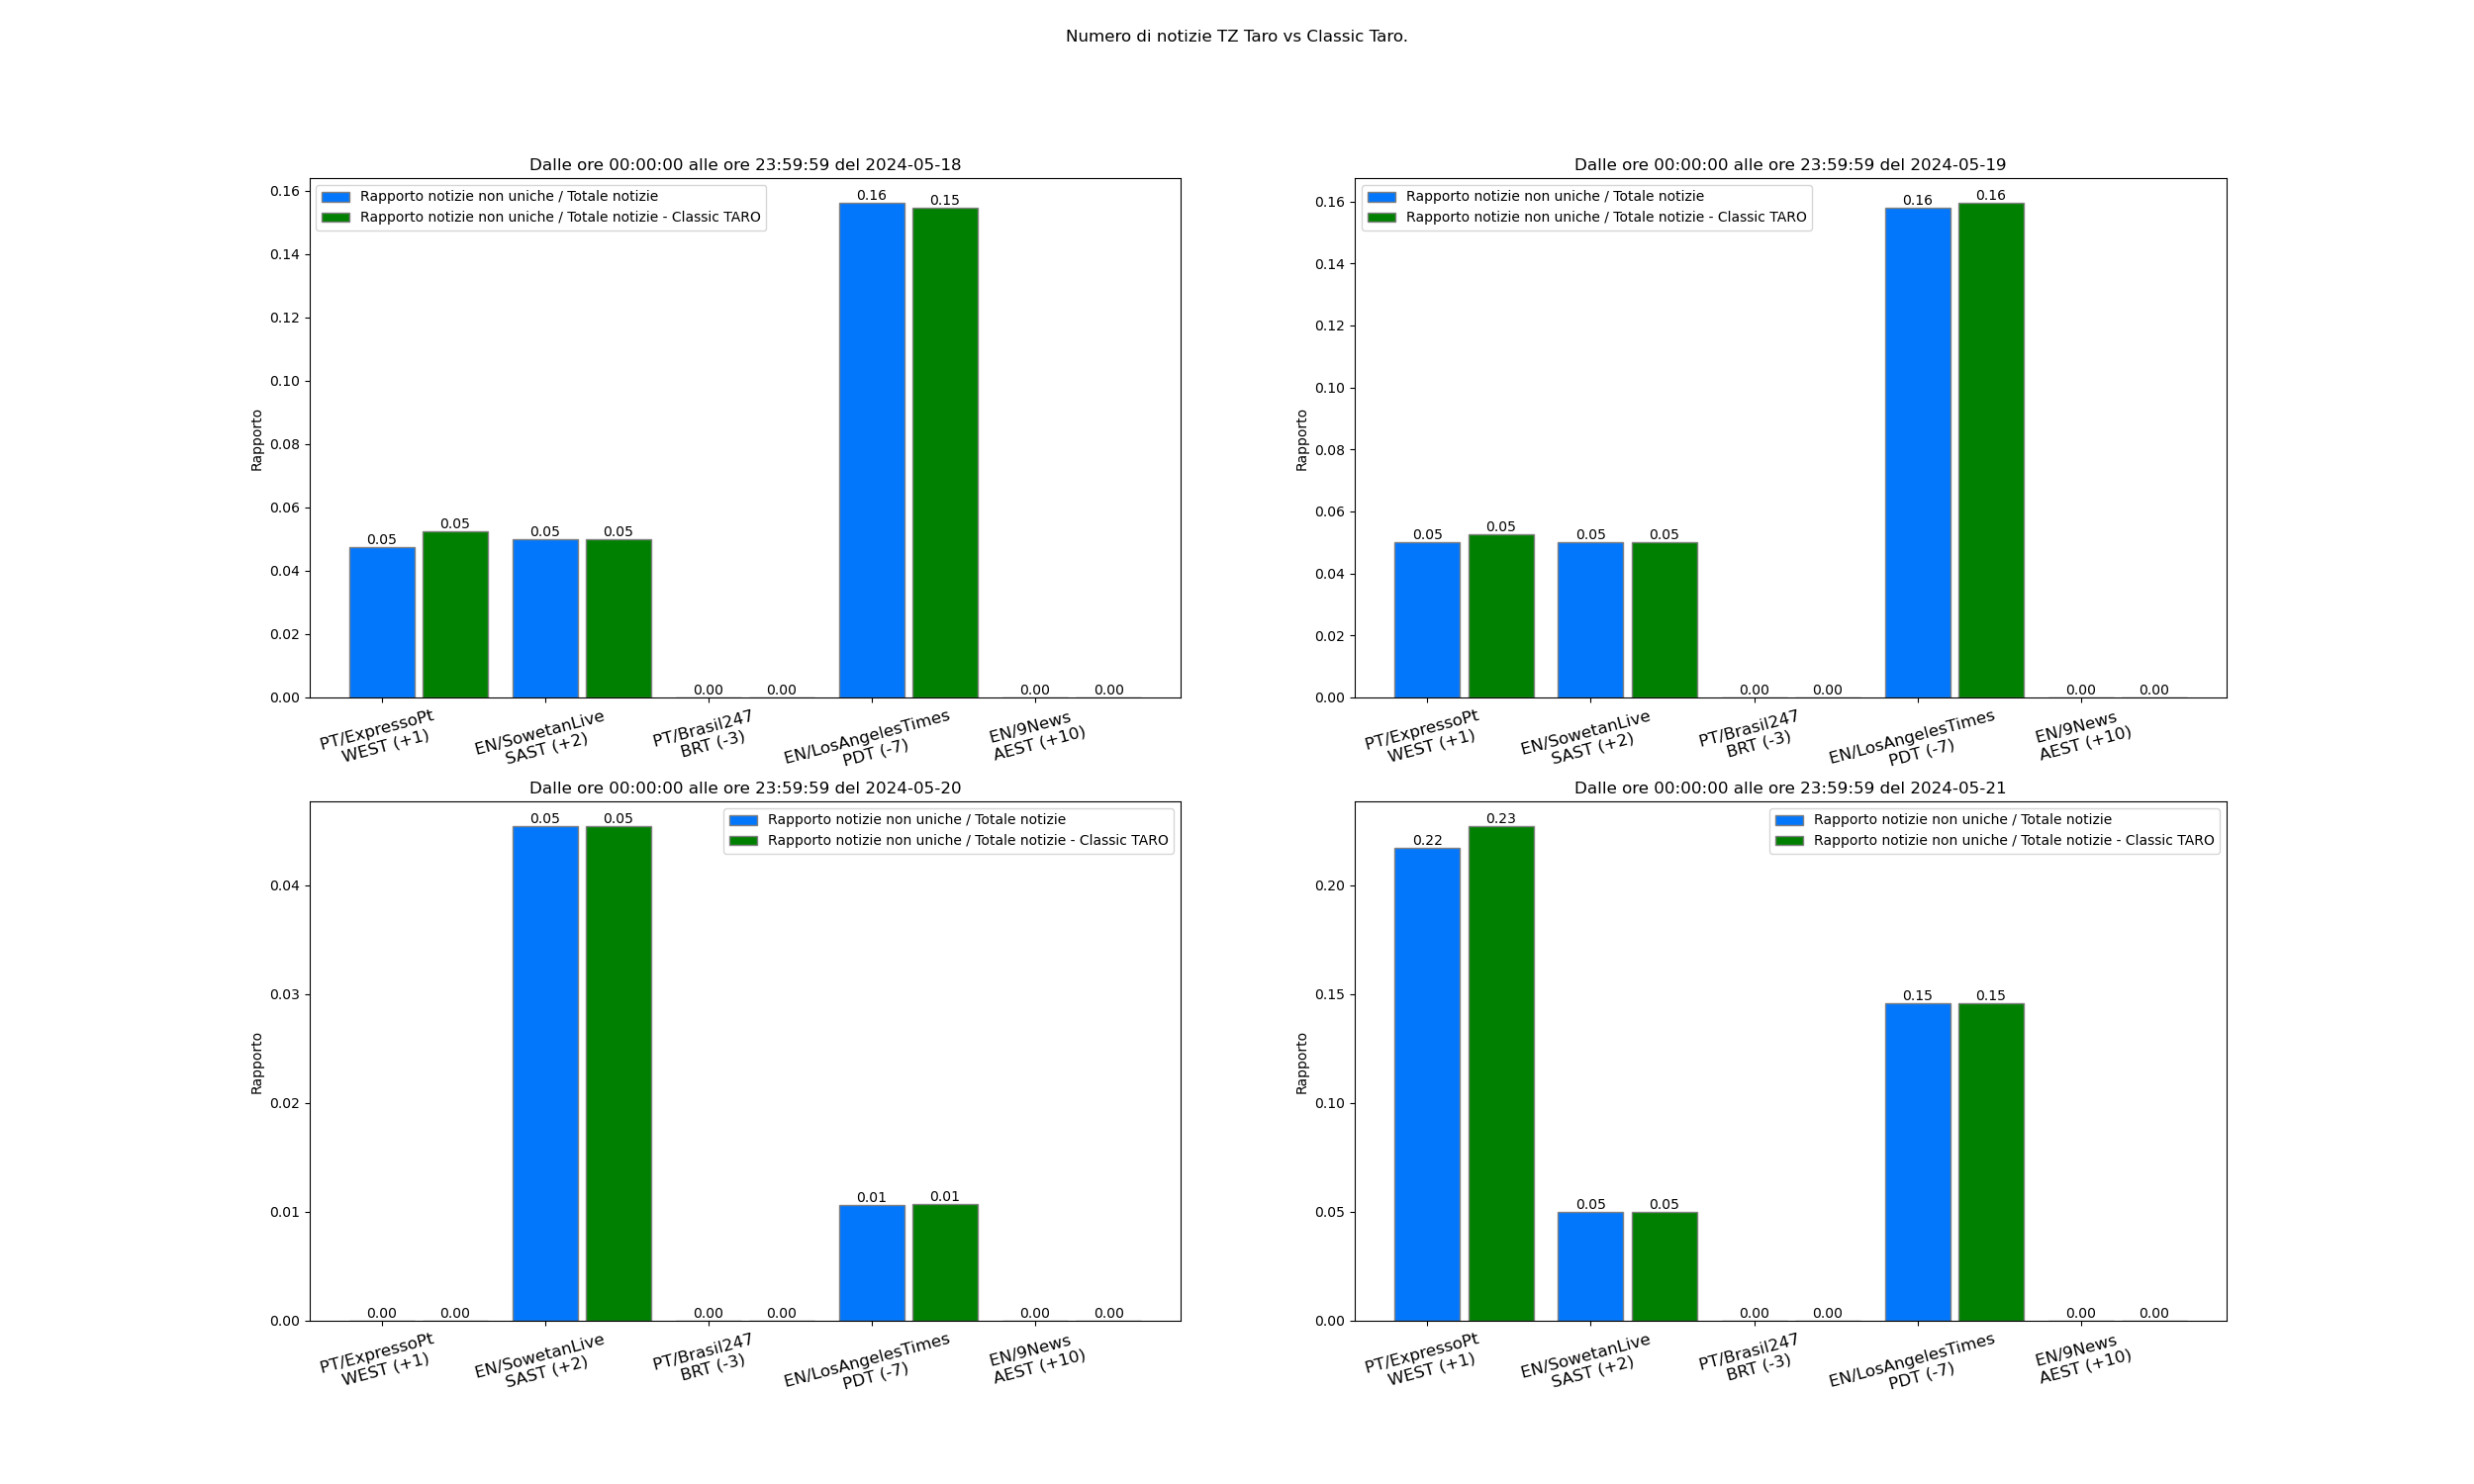 Numero di notizie TZ Taro vs Classic Taro.
Dalle ore 00:00:00 alle ore 23:59:59 del 2024-05-18
Rapporto notizie non uniche / Totale notizie
Rapporto notizie non uniche / Totale notizie - Classic TARO
Rapporto
0.16
0.14
0.12
0.10
0.08
0.06
0.04
0.02
0.00
0.05
0.05
0.05
0.05
0.00
0.00
0.16
0.15
0.00
0.00
PT/ExpressoPt
WEST (+1)
EN/SowetanLive
SAST (+2)
PT/Brasil247
BRT (-3)
EN/LosAngelesTimes
PDT (-7)
EN/9News
AEST (+10)
Dalle ore 00:00:00 alle ore 23:59:59 del 2024-05-19
Rapporto notizie non uniche / Totale notizie
Rapporto notizie non uniche / Totale notizie - Classic TARO
Rapporto
0.16
0.14
0.12
0.10
0.08
0.06
0.04
0.02
0.00
0.05
0.05
0.05
0.05
0.00
0.00
0.16
0.16
0.00
0.00
PT/ExpressoPt
WEST (+1)
EN/SowetanLive
SAST (+2)
PT/Brasil247
BRT (-3)
EN/LosAngelesTimes
PDT (-7)
EN/9News
AEST (+10)
Dalle ore 00:00:00 alle ore 23:59:59 del 2024-05-20
Rapporto notizie non uniche / Totale notizie
Rapporto notizie non uniche / Totale notizie - Classic TARO
Rapporto
0.04
0.03
0.02
0.01
0.00
0.00
0.00
0.05
0.05
0.00
0.00
0.01
0.01
0.00
0.00
PT/ExpressoPt
WEST (+1)
EN/SowetanLive
SAST (+2)
PT/Brasil247
BRT (-3)
EN/LosAngelesTimes
PDT (-7)
EN/9News
AEST (+10)
Dalle ore 00:00:00 alle ore 23:59:59 del 2024-05-21
Rapporto notizie non uniche / Totale notizie
Rapporto notizie non uniche / Totale notizie - Classic TARO
Rapporto
0.20
0.15
0.10
0.05
0.00
0.22
0.23
0.05
0.05
0.00
0.00
0.15
0.15
0.00
0.00
PT/ExpressoPt
WEST (+1)
EN/SowetanLive
SAST (+2)
PT/Brasil247
BRT (-3)
EN/LosAngelesTimes
PDT (-7)
EN/9News
AEST (+10)